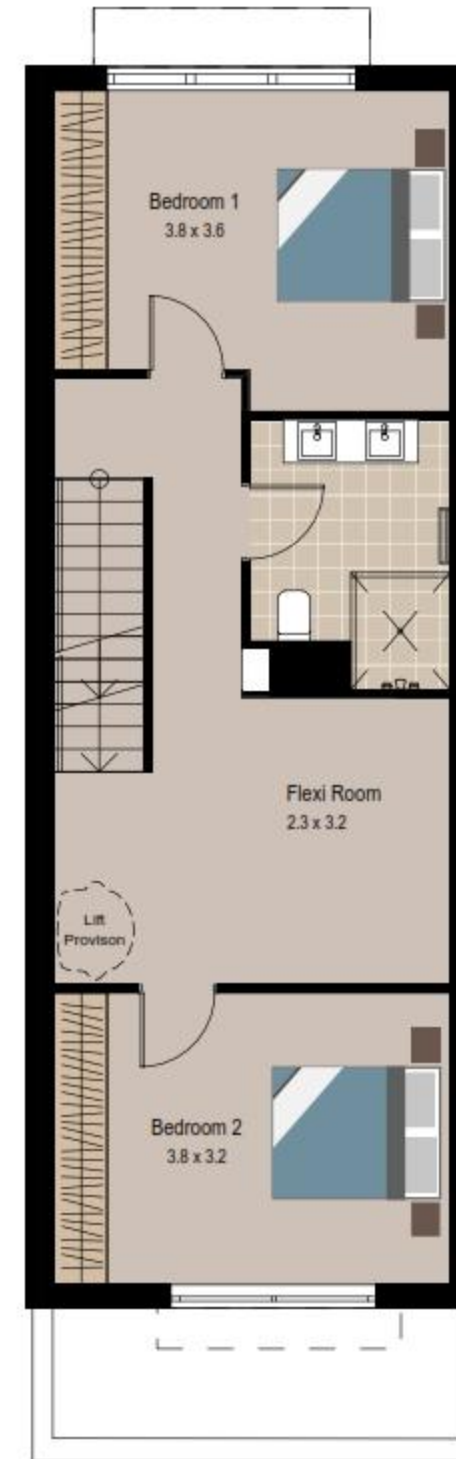 Bedroom 1
3.8 x 3.6
Flexi Room
2.3 x 3.2
Lift
Provison
Bedroom 2
3.8 x 3.2